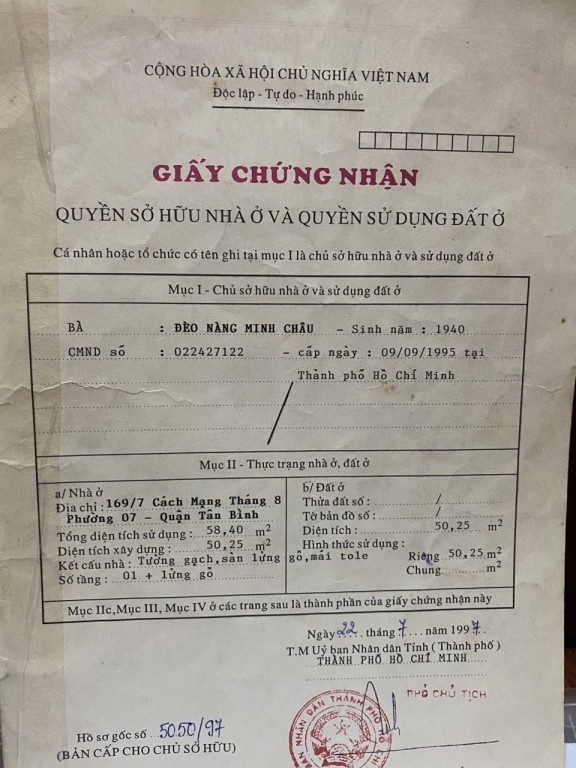 CỘNG HÒA XÃ HỘI CHỦ NGHĨA VIỆT NAM
Độc lập - Tự do - Hạnh phúc
GIẤY CHỨNG NHẬN
QUYỀN SỞ HỮU NHÀ Ở VÀ QUYỀN SỬ DỤNG ĐẤT Ở
Cá nhân hoặc tổ chức có tên ghi tại mục I là chủ sở hữu nhà ở và sử dụng đất ở
Mục I - Chủ sở hữu nhà ở và sử dụng đất ở
BÀ : ĐÈO NÀNG MINH CHÂU - Sinh năm : 1940
CMND số : 022427122 - cấp ngày : 09/09/1995 tại
Thành phố Hồ Chí Minh
Mục II - Thực trạng nhà ở, đất ở
a/ Nhà ở
Địa chỉ : 169/7 Cách Mạng Tháng 8
Phường 07 - Quận Tân Bình
Tổng diện tích sử dụng : 58,40 m2
Diện tích xây dựng : 50,25 m2
Kết cấu nhà : Tường gạch,sàn lửng gỗ,mái tole
Số tầng : 01 + lửng gỗ
b/ Đất ở
Thửa đất số : /
Tờ bản đồ số : /
Diện tích : 50,25 m2
Hình thức sử dụng :
Riêng 50,25 m2
Chung m2
Mục IIc, Mục III, Mục IV ở các trang sau là thành phần của giấy chứng nhận này
Ngày 22 tháng 7 năm 1997
T.M Uỷ ban Nhân dân Tỉnh ( Thành phố )
THÀNH PHỐ HỒ CHÍ MINH
PHÓ CHỦ TỊCH
BAN NHÂN DÂN THÀNH PHỐ HỒ CHÍ
Hồ sơ gốc số 5050/97
(BẢN CẤP CHO CHỦ SỞ HỮU)